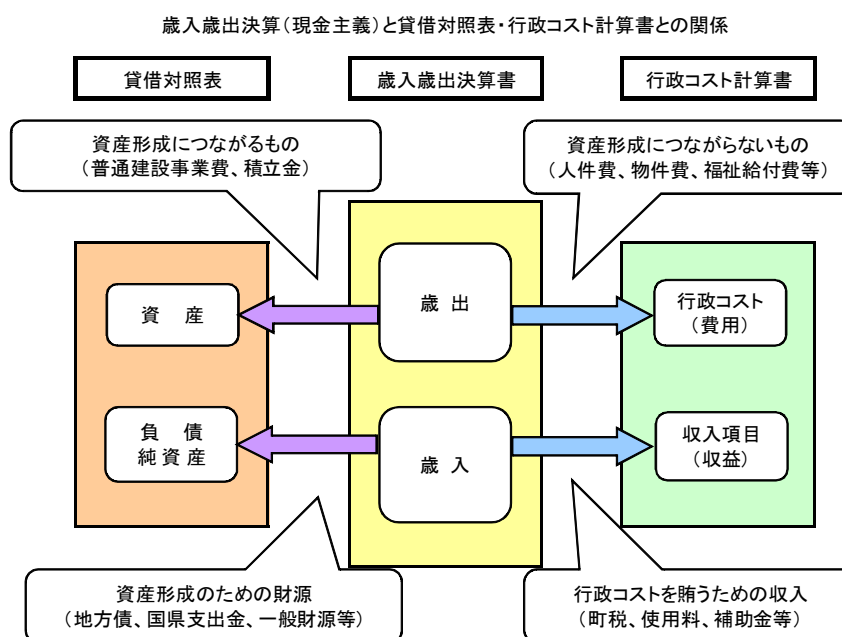 歳入歳出決算(現金主義)と貸借対照表・行政コスト計算書との関係
貸借対照表
歳入歳出決算書
行政コスト計算書
資産形成につながるもの
(普通建設事業費、積立金)
資産形成につながらないもの
(人件費、物件費、福祉給付費等)
資 産
歳 出
行政コスト
(費用)
負 債
純 資 産
歳 入
収入項目
(収益)
資産形成のための財源
(地方債、国県支出金、一般財源等)
行政コストを賄うための収入
(町税、使用料、補助金等)